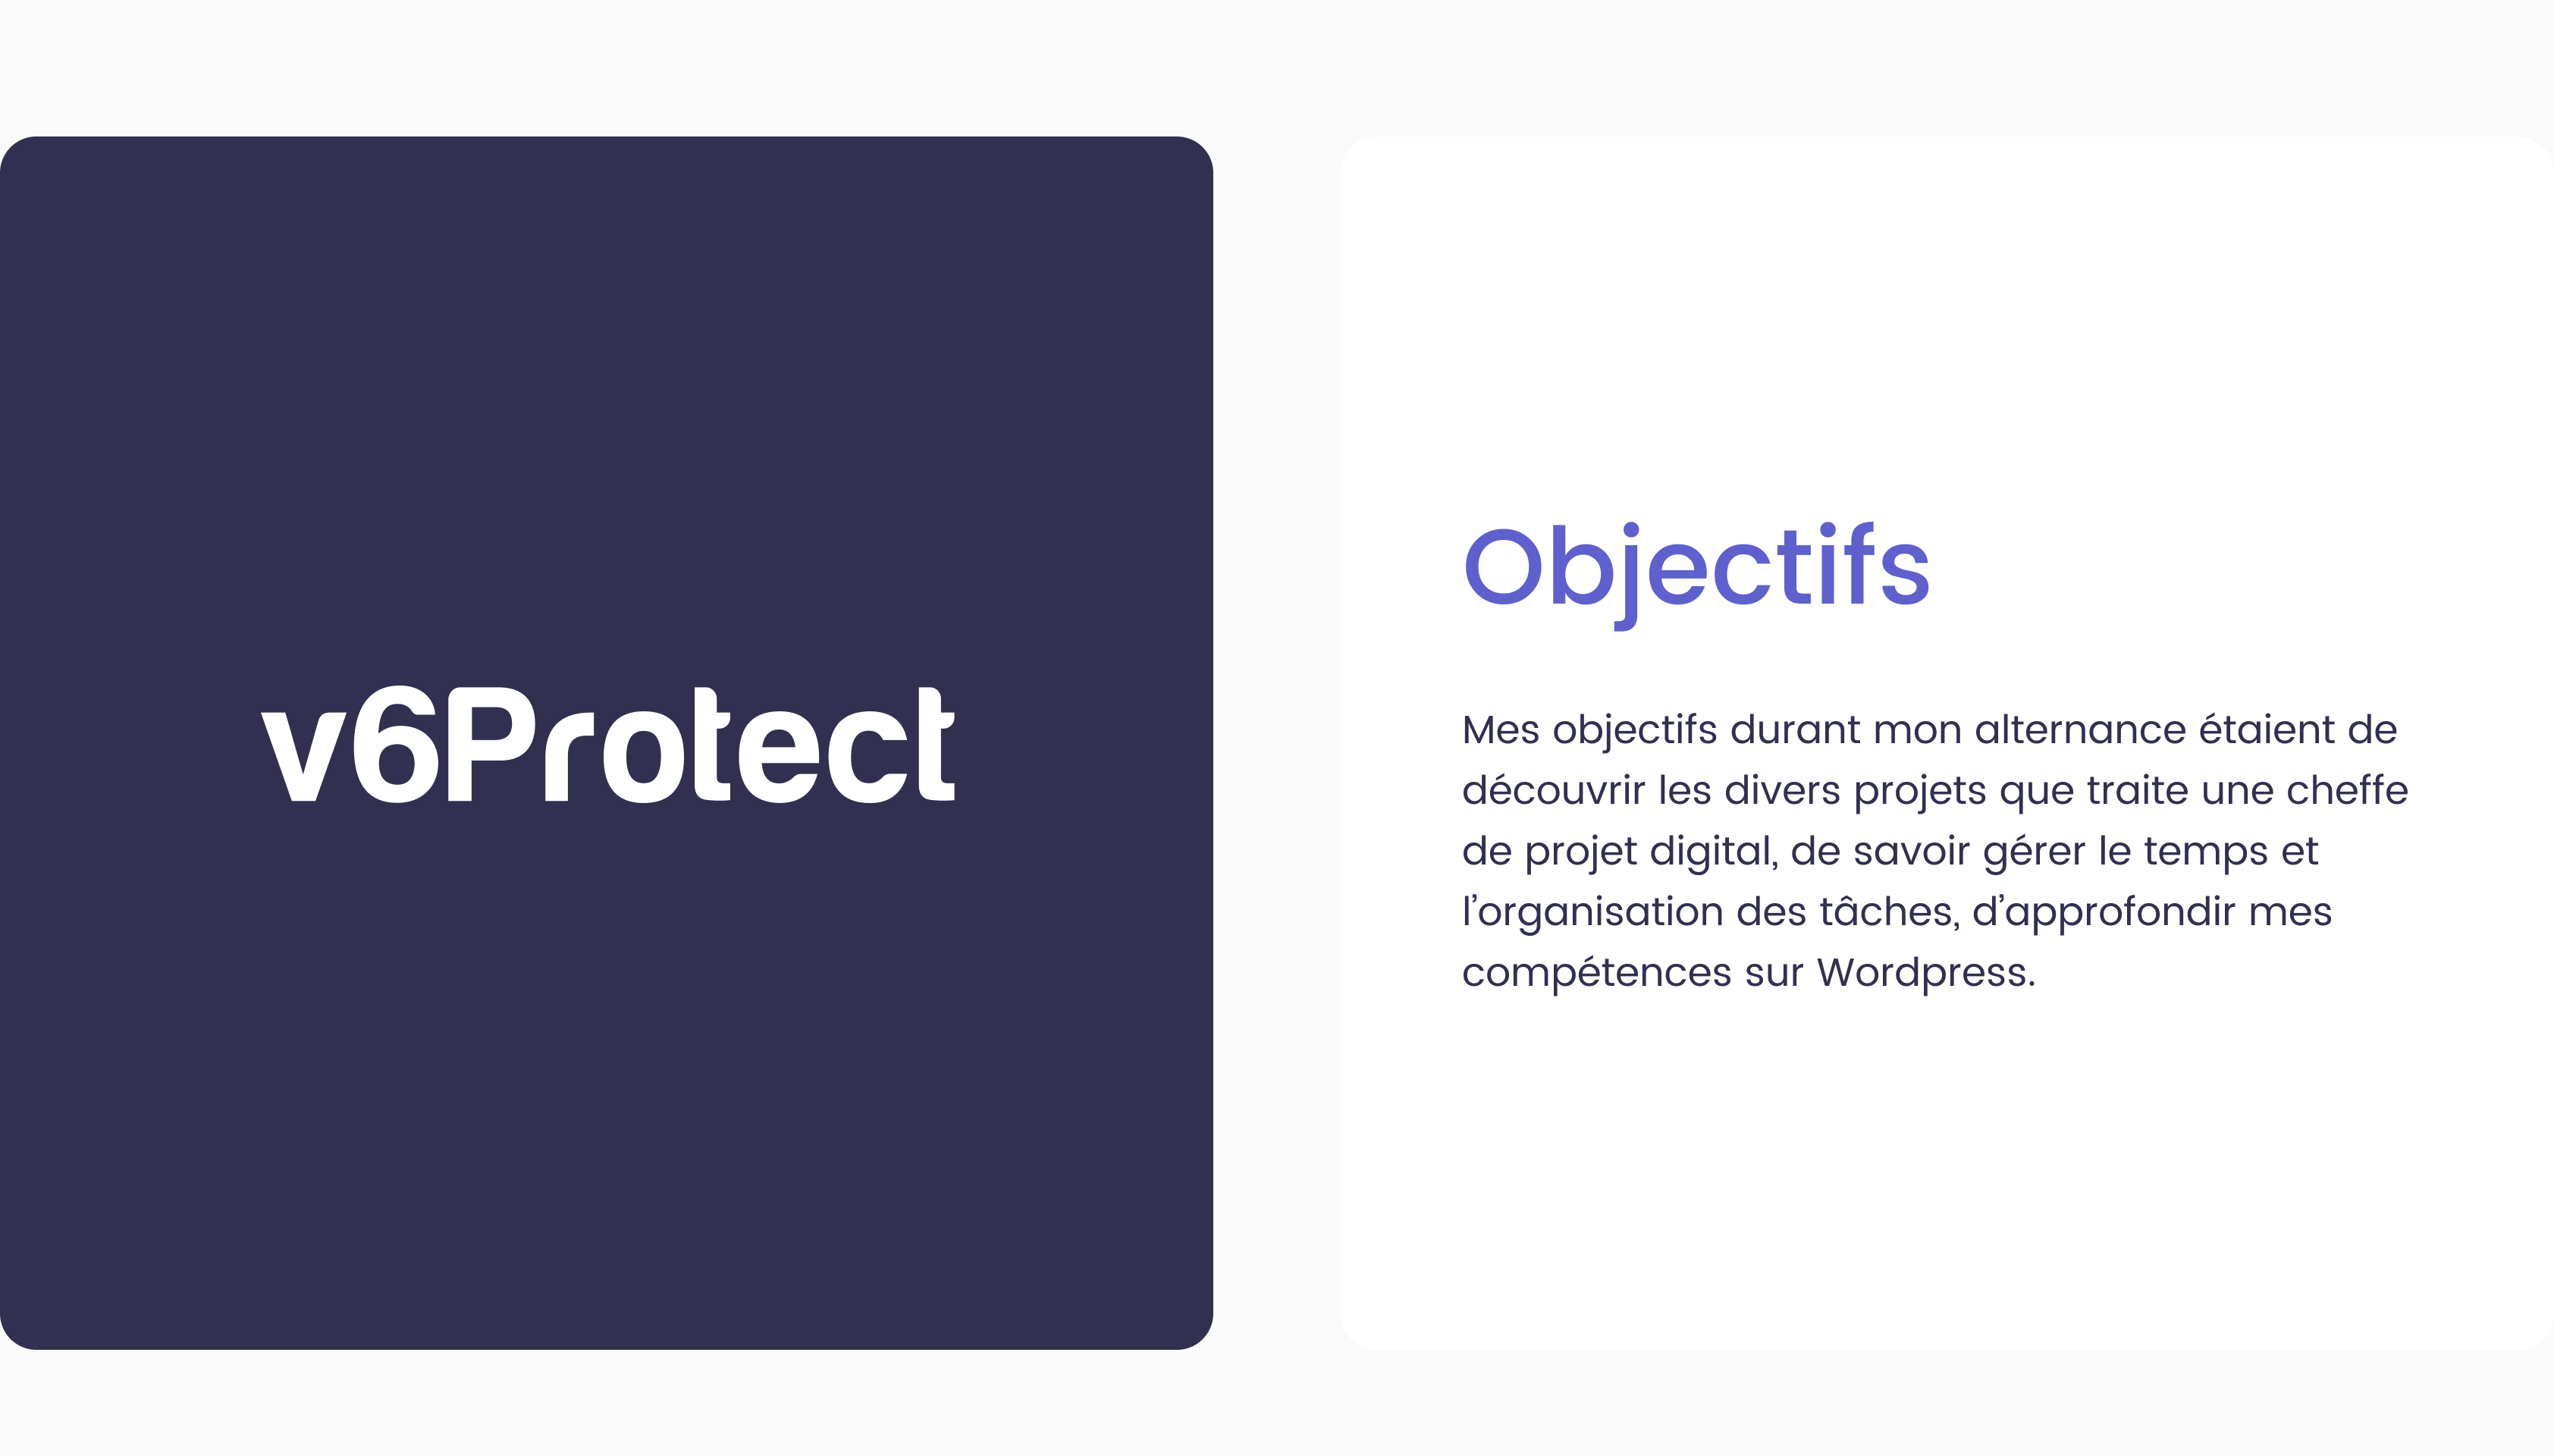 v6Protect
Objectifs
Mes objectifs durant mon alternance étaient de
découvrir les divers projets que traite une cheffe
de projet digital, de savoir gérer le temps et
l’organisation des tâches, d’approfondir mes
compétences sur Wordpress.